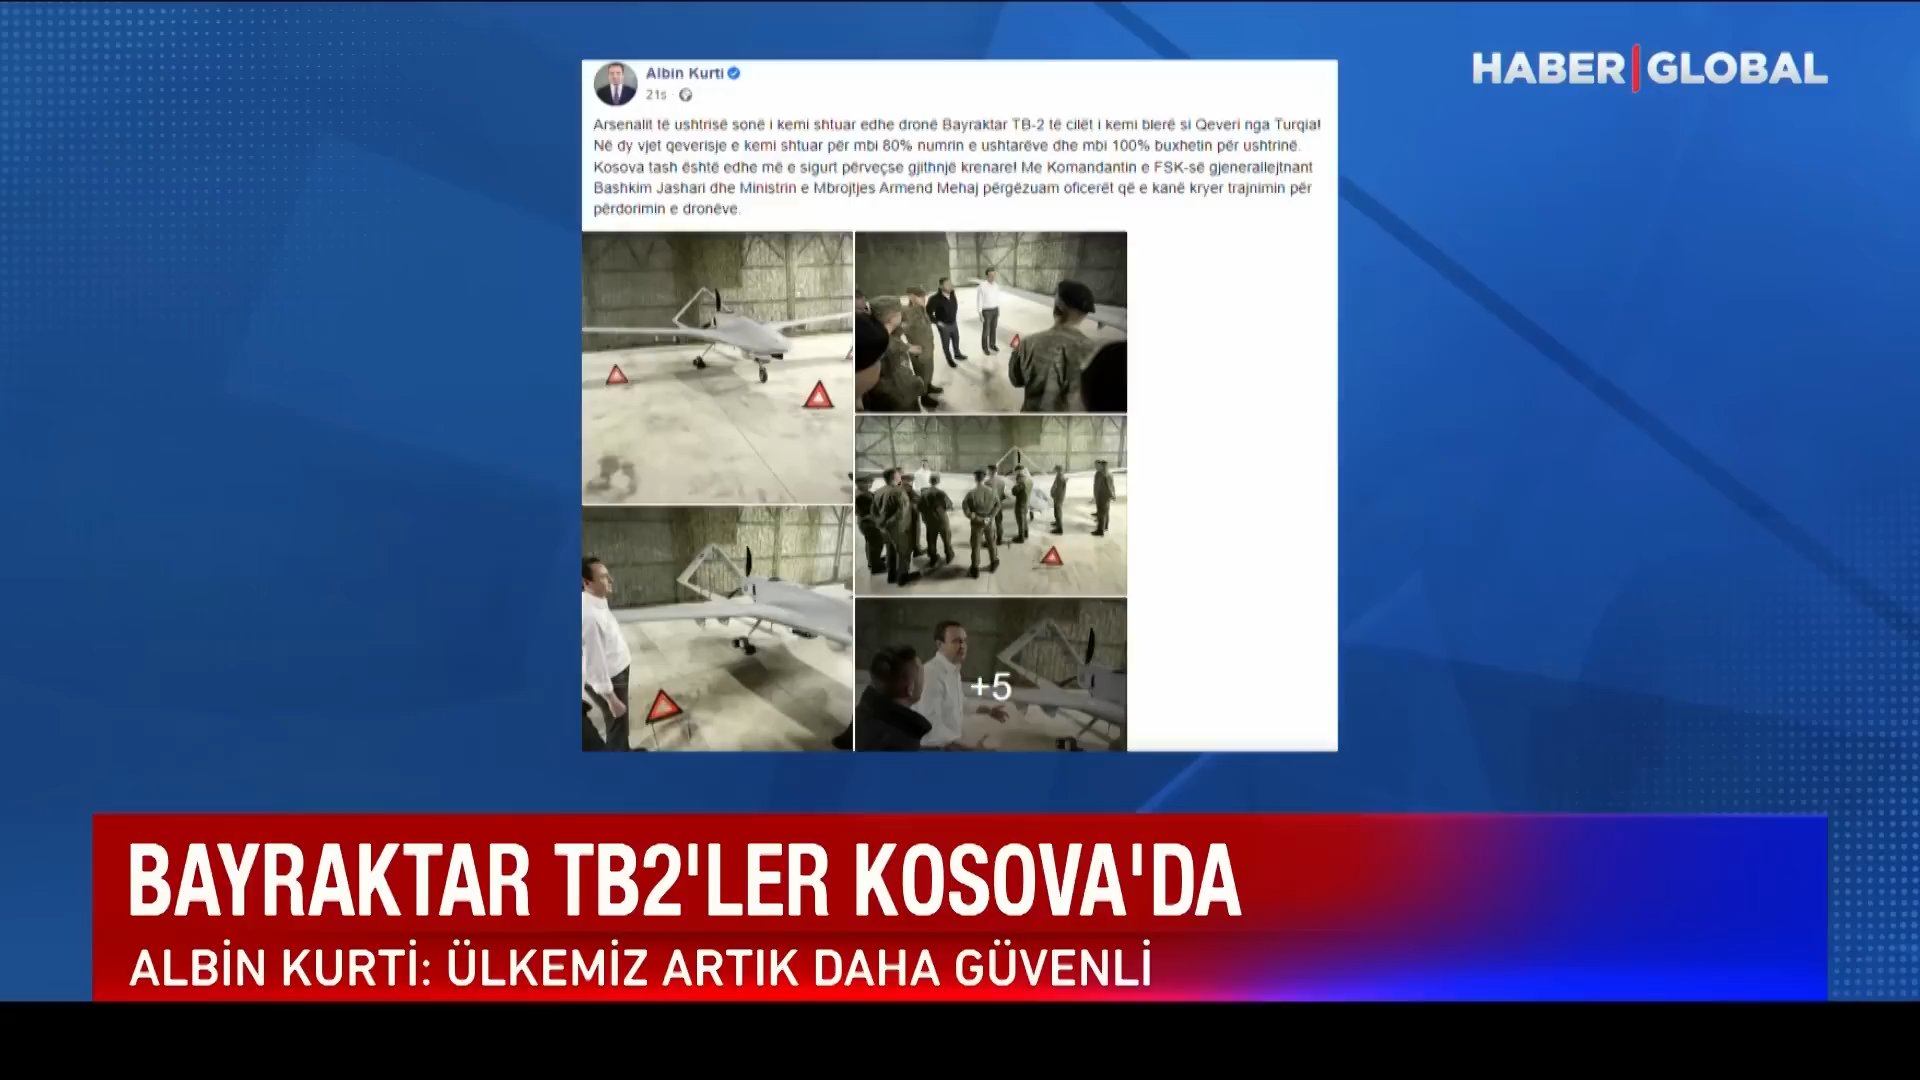 HABER GLOBAL
Albin Kurti
21s
Arsenalit të ushtrisë sonë i kemi shtuar edhe dronë Bayraktar TB-2 të cilët i kemi blerë si Qeveri nga Turqia!
Në dy vjet qeverisje e kemi shtuar për mbi 80% numrin e ushtarëve dhe mbi 100% buxhetin për ushtrinë.
Kosova tash është edhe më e sigurt përveçse gjithnjë krenare! Me Komandantin e FSK-së gjenerallejtnant
Bashkim Jashari dhe Ministrin e Mbrojtjes Armend Mehaj përgëzuam oficerët që e kanë kryer trajnimin për
përdorimin e dronëve.
+5
BAYRAKTAR TB2'LER KOSOVA'DA
ALBİN KURTİ: ÜLKEMİZ ARTIK DAHA GÜVENLİ